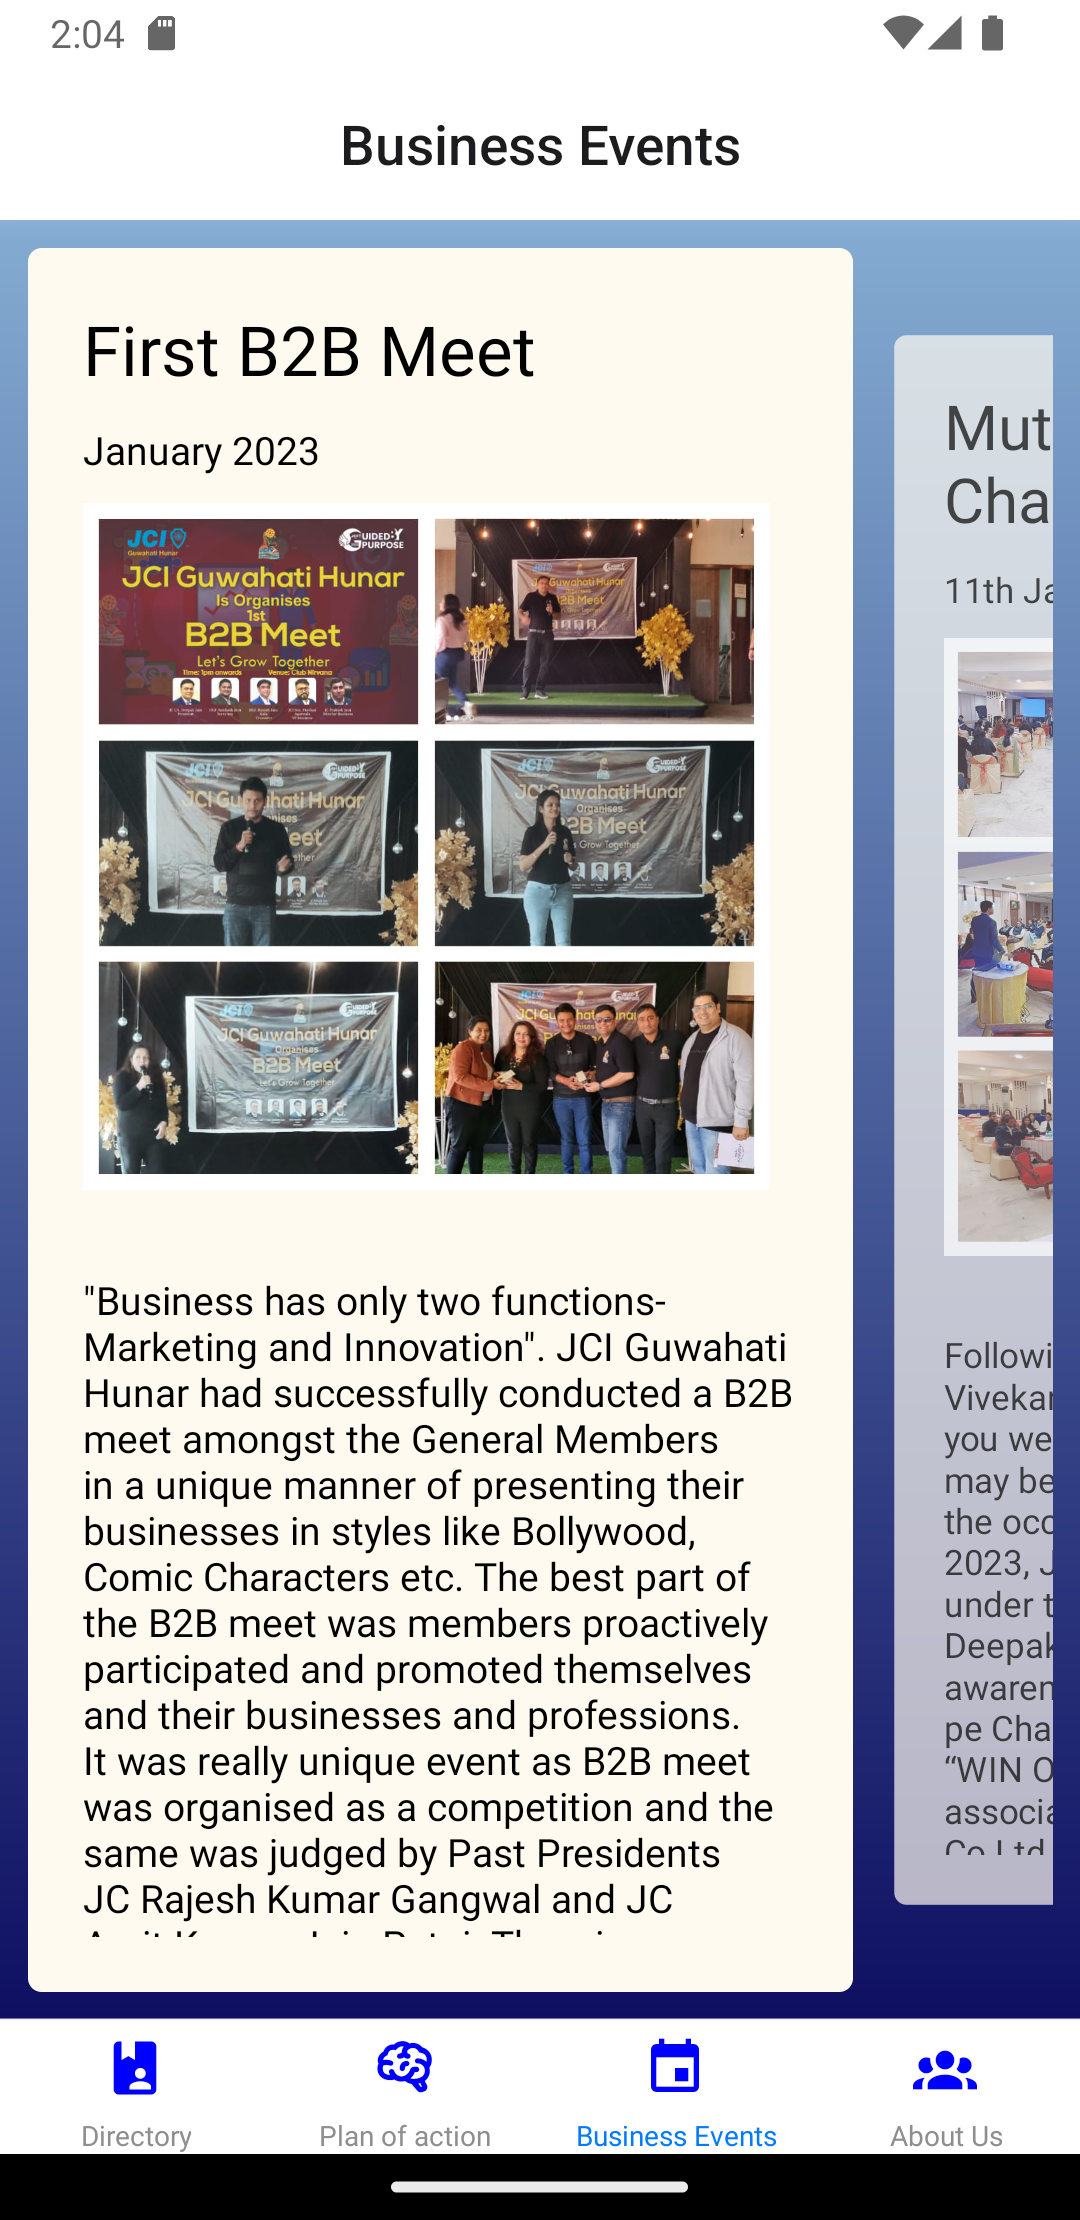 2:04
Business Events
First B2B Meet
January 2023
JCI
Guwahati Hunar
GUIDED BY
PURPOSE
JCI Guwahati Hunar
Is Organises
1st
B2B Meet
Let's Grow Together
Time: 1pm onwards Venue: Club Nirvana
"Business has only two functions-
Marketing and Innovation". JCI Guwahati
Hunar had successfully conducted a B2B
meet amongst the General Members
in a unique manner of presenting their
businesses in styles like Bollywood,
Comic Characters etc. The best part of
the B2B meet was members proactively
participated and promoted themselves
and their businesses and professions.
It was really unique event as B2B meet
was organised as a competition and the
same was judged by Past Presidents
JC Rajesh Kumar Gangwal and JC
Mut
Cha
11th Ja
Followi
Vivekan
you we
may be
the occ
2023, J
under t
Deepak
awaren
pe Cha
“WIN O
associa
Co Ltd
Directory
Plan of action
Business Events
About Us